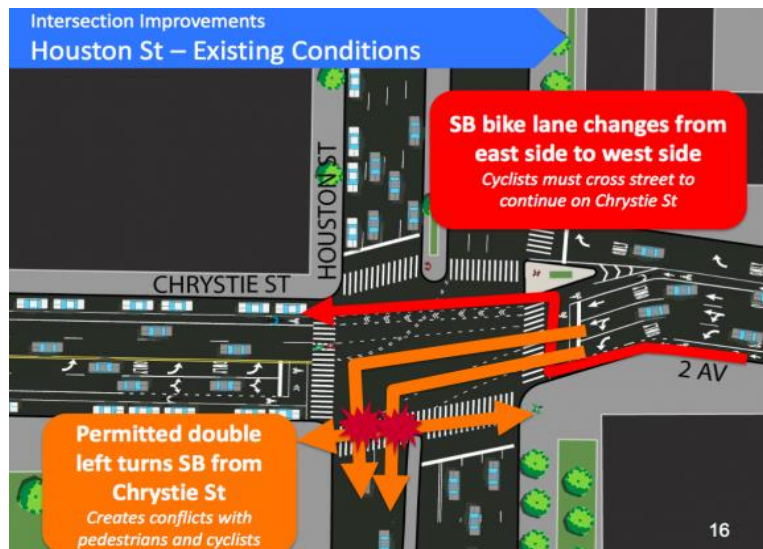 Intersection Improvements
Houston St – Existing Conditions
SB bike lane changes from
east side to west side
Cyclists must cross street to
continue on Chrystie St
HOUSTON ST
CHRYSTIE ST
2 AV
Permitted double
left turns SB from
Chrystie St
Creates conflicts with
pedestrians and cyclists
16